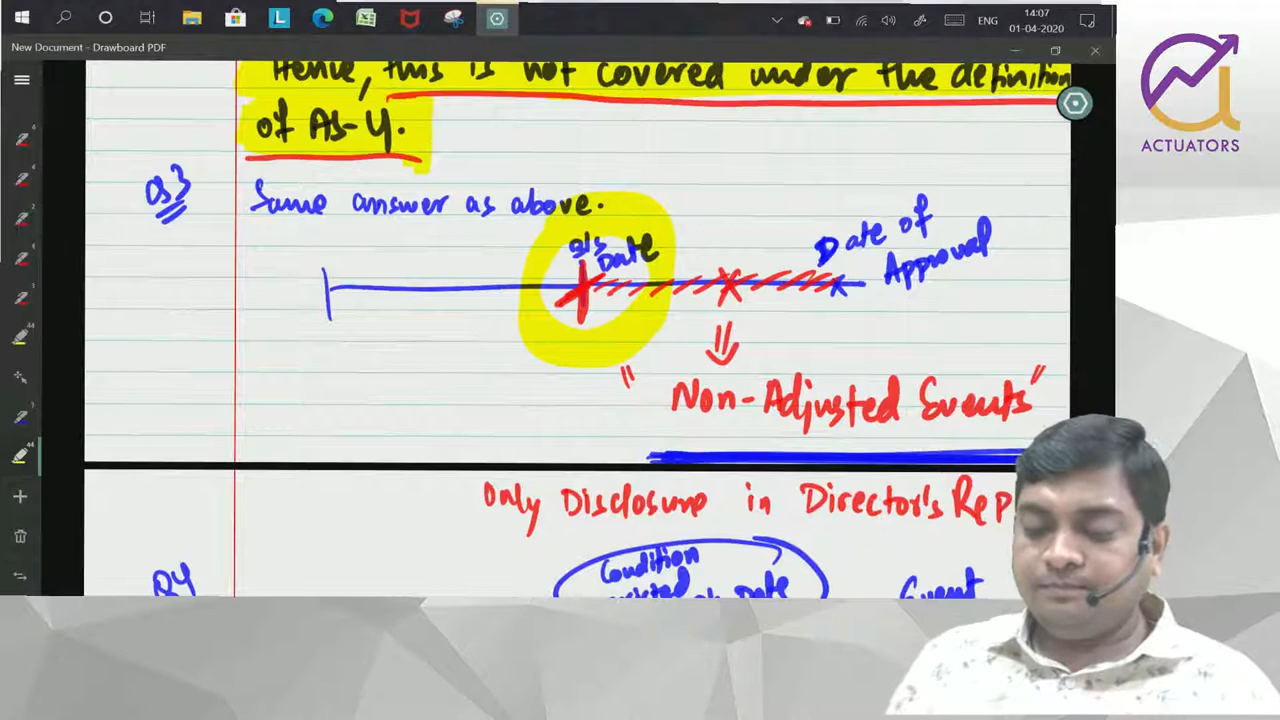 ENG
14:07
01-04-2020
New Document - Drawboard PDF
Hence, this is not covered under the definition
of AS-4.
ACTUATORS
Q3
Same answer as above.
B/S
Date
Date of
Approval
"Non-Adjusted Events"
Only Disclosure in Director's Rep
Q4
Condition
Date
Event